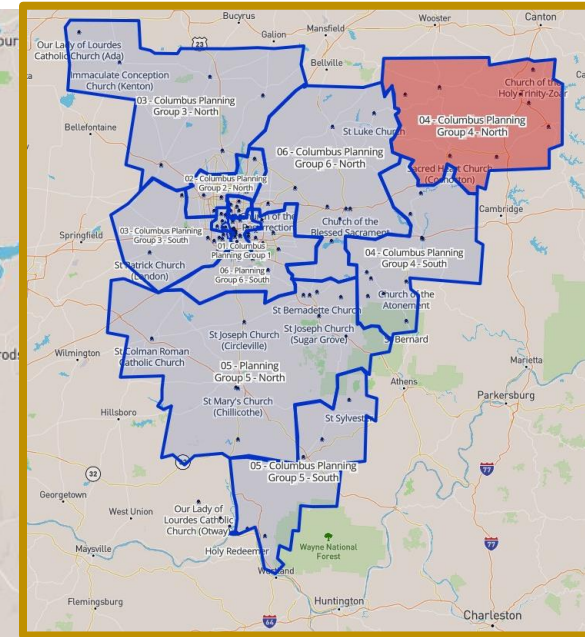 Bucyrus
Wooster
Canton
Mansfield
Galion
Our Lady of Lourdes
Catholic Church (Ada)
23
Bellville
Immaculate Conception
Church (Kenton)
Church of the
Holy Trinity-Zoar
03 - Columbus Planning
Group 3 - North
04 - Columbus Planning
Group 4 - North
Bellefontaine
St Luke Church
06 - Columbus Planning
Group 6 - North
Sacred Heart Church
(Coshocton)
02 - Columbus Planning
Group 2 - North
Cambridge
Springfield
03 - Columbus Planning
Group 3 - South
Church of the
Resurrection
Church of the
Blessed Sacrament
01. Columbus
Planning Group 1
04 - Columbus Planning
Group 4 - South
St Patrick Church
(London)
06 - Planning
Group 6 - South
Church of the
Atonement
St Bernadette Church
St Joseph Church
(Circleville)
St Joseph Church
(Sugar Grove)
St Bernard
Wilmington
St Colman Roman
Catholic Church
Marietta
05 - Planning
Group 5 - North
Athens
Parkersburg
Hillsboro
St Mary's Church
(Chillicothe)
St Sylvester
77
32
05 - Columbus Planning
Group 5 - South
Georgetown
West Union
Our Lady of
Lourdes Catholic
Church (Otway)
77
Maysville
Holy Redeemer
Wayne National
Forest
Flemingsburg
Huntington
64
Charleston